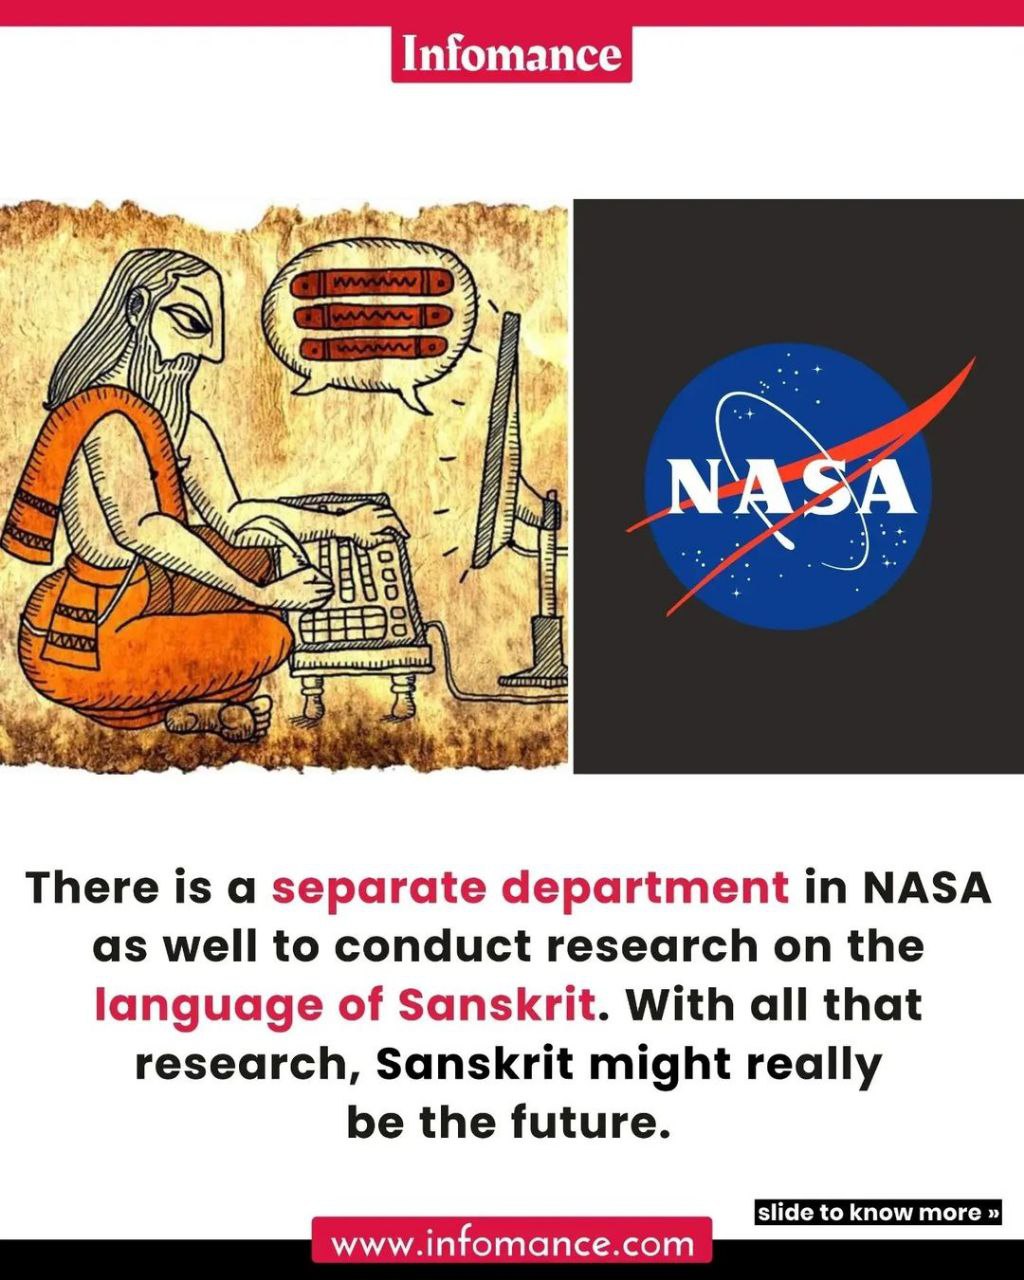 Infomance
NASA
There is a separate department in NASA
as well to conduct research on the
language of Sanskrit. With all that
research, Sanskrit might really
be the future.
slide to know more »
www.infomance.com